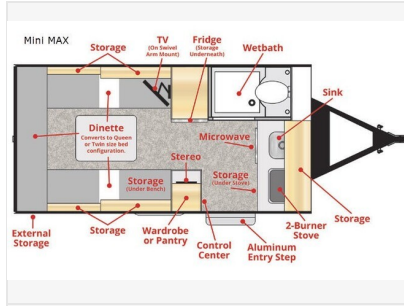 Mini MAX
Storage
TV
(On Swivel
Arm Mount)
Fridge
(Storage
Underneath)
Wetbath
Sink
Dinette
Converts to Queen
or Twin size bed
configuration.
Microwave
Stereo
Storage
(Under Bench)
Storage
(Under Stove)
External
Storage
Storage
Wardrobe
or Pantry
Control
Center
Aluminum
Entry Step
2-Burner
Stove
Storage